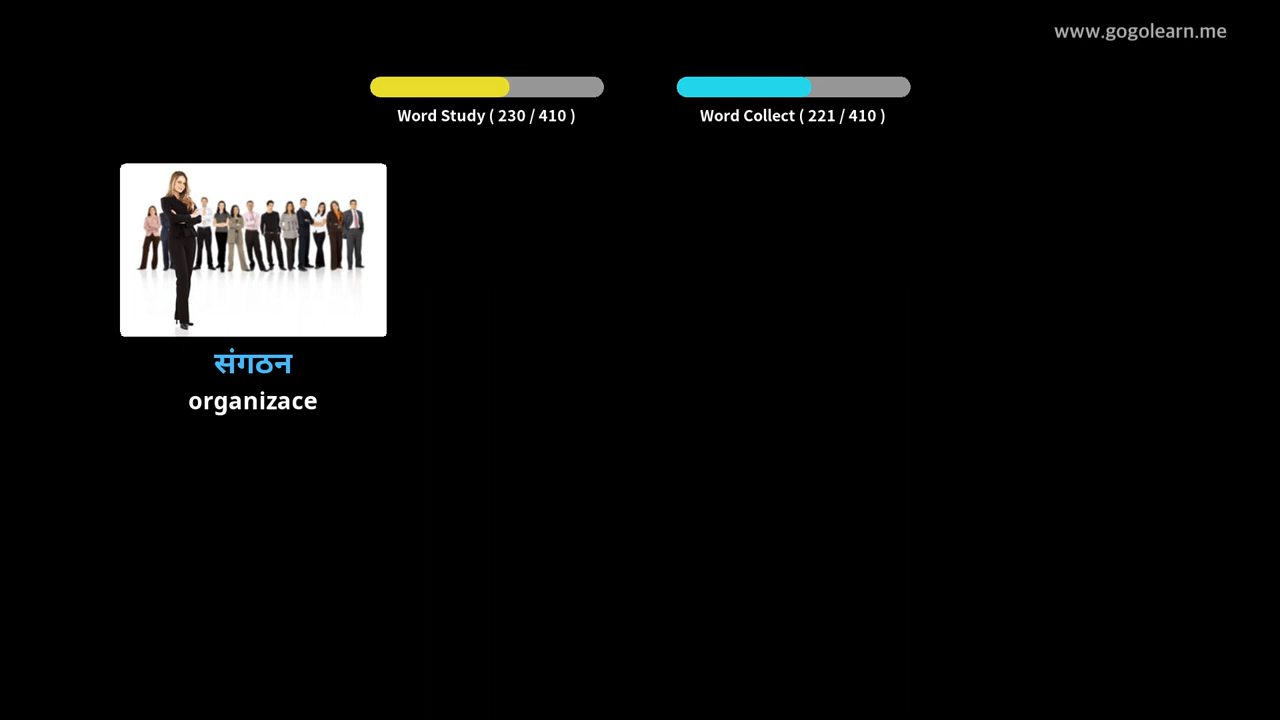 www.gogolearn.me
Word Study ( 230 / 410 )
Word Collect ( 221 / 410 )
संगठन
organizace